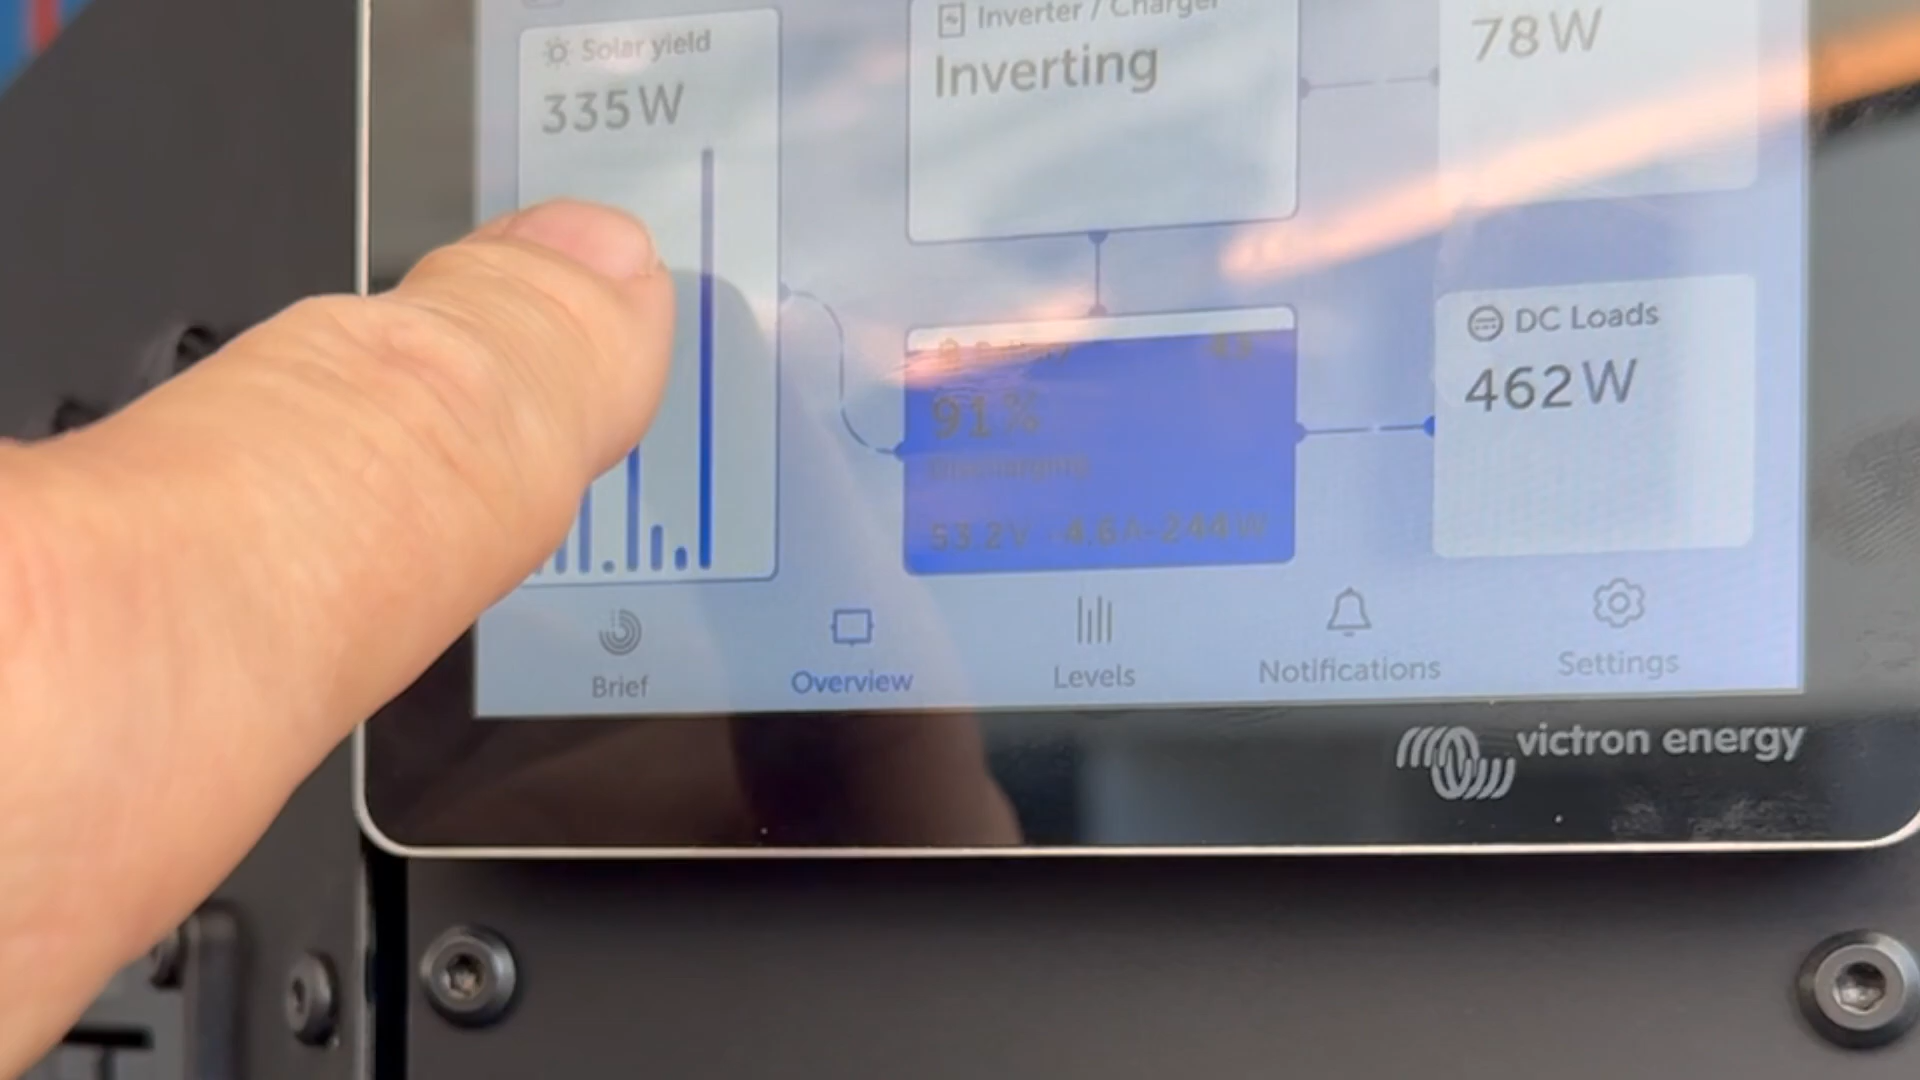 Solar yield
335W
Inverter / Charger
Inverting
78W
91%
Discharging
53.2V -4.6A -244W
DC Loads
462W
Brief
Overview
Levels
Notifications
Settings
victron energy